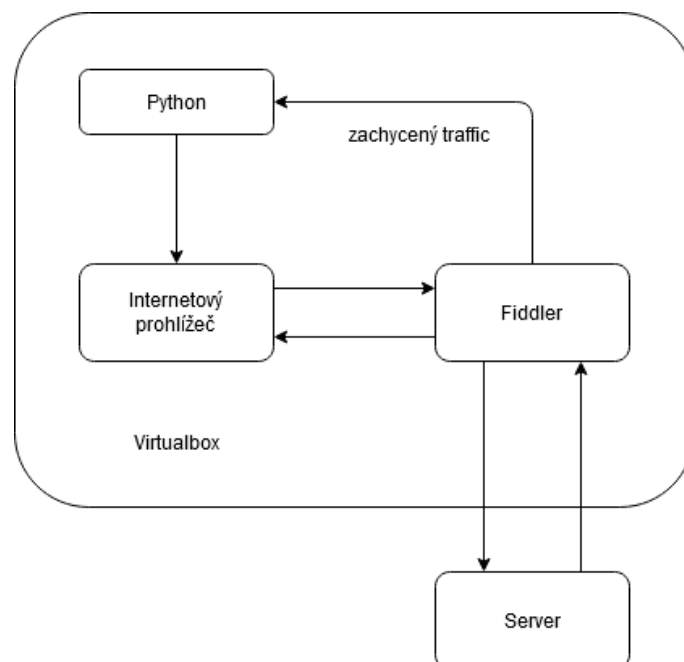 Python
zachycený traffic
Internetový
prohlížeč
Fiddler
Virtualbox
Server